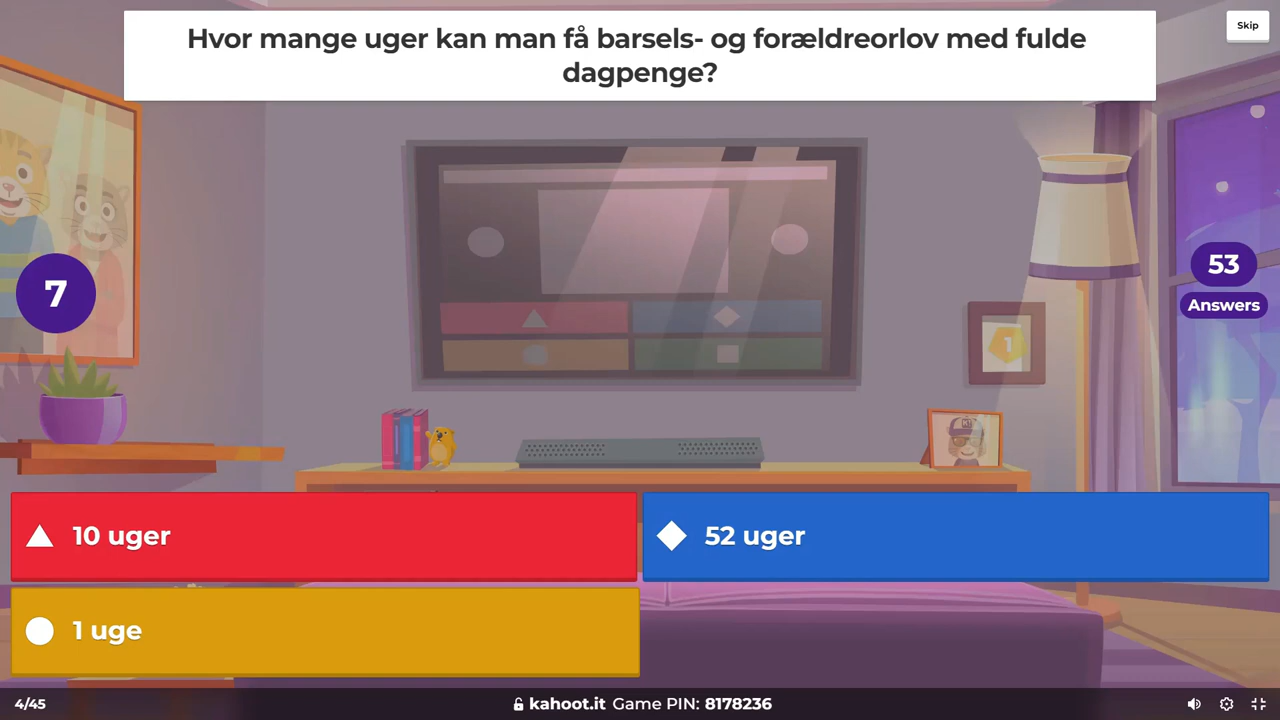 Hvor mange uger kan man få barsels- og forældreorlov med fulde
dagpenge?
Skip
7
53
Answers
1
10 uger
52 uger
1 uge
4/45
kahoot.it Game PIN: 8178236